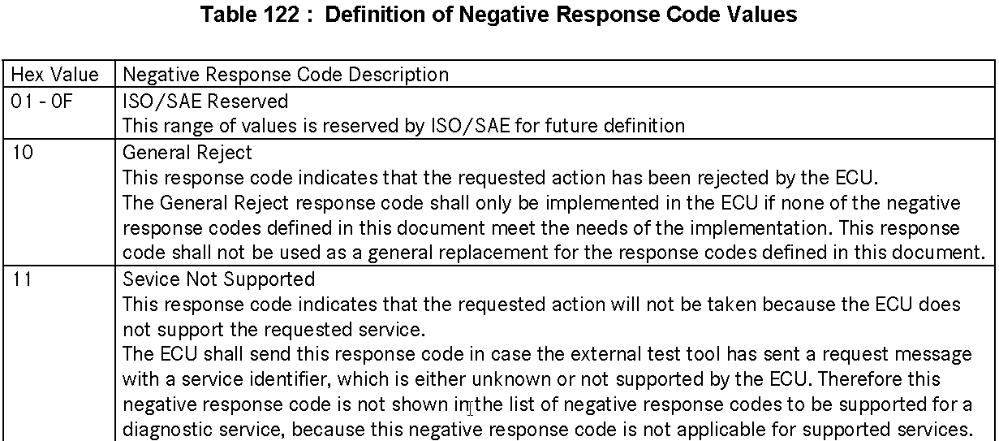 Table 122 : Definition of Negative Response Code Values
Hex Value Negative Response Code Description
01 - 0F ISO/SAE Reserved
This range of values is reserved by ISO/SAE for future definition
10 General Reject
This response code indicates that the requested action has been rejected by the ECU.
The General Reject response code shall only be implemented in the ECU if none of the negative
response codes defined in this document meet the needs of the implementation. This response
code shall not be used as a general replacement for the response codes defined in this document.
11 Sevice Not Supported
This response code indicates that the requested action will not be taken because the ECU does
not support the requested service.
The ECU shall send this response code in case the external test tool has sent a request message
with a service identifier, which is either unknown or not supported by the ECU. Therefore this
negative response code is not shown in the list of negative response codes to be supported for a
diagnostic service, because this negative response code is not applicable for supported services.